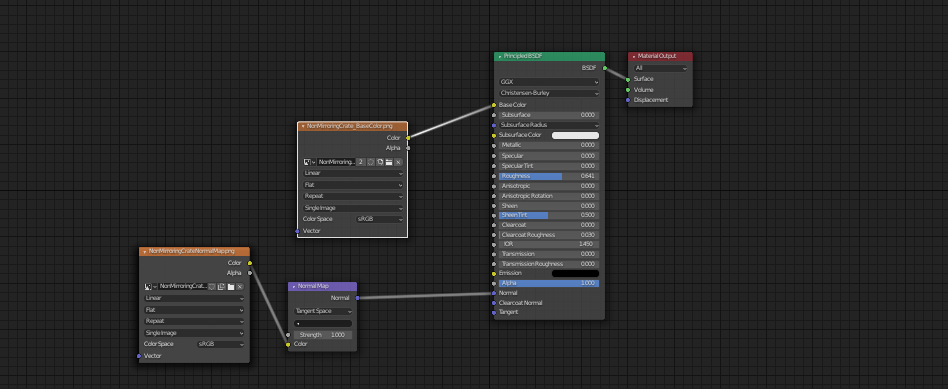 Principled BSDF
BSDF
GGX
Christensen-Burley
Base Color
Subsurface 0.000
Subsurface Radius
Subsurface Color
Metallic 0.000
Specular 0.000
Specular Tint 0.000
Roughness 0.641
Anisotropic 0.000
Anisotropic Rotation 0.000
Sheen 0.000
Sheen Tint 0.500
Clearcoat 0.000
Clearcoat Roughness 0.030
IOR 1.450
Transmission 0.000
Transmission Roughness 0.000
Emission
Alpha 1.000
Normal
Clearcoat Normal
Tangent
Material Output
All
Surface
Volume
Displacement
NonMirroringCrate_BaseColor.png
Color
Alpha
NonMirroring... 2
Linear
Flat
Repeat
Single Image
Color Space sRGB
Vector
NonMirroringCrateNormalMap.png
Color
Alpha
NonMirroringCrat...
Linear
Flat
Repeat
Single Image
Color Space sRGB
Vector
Normal Map
Normal
Tangent Space
Strength 1.000
Color